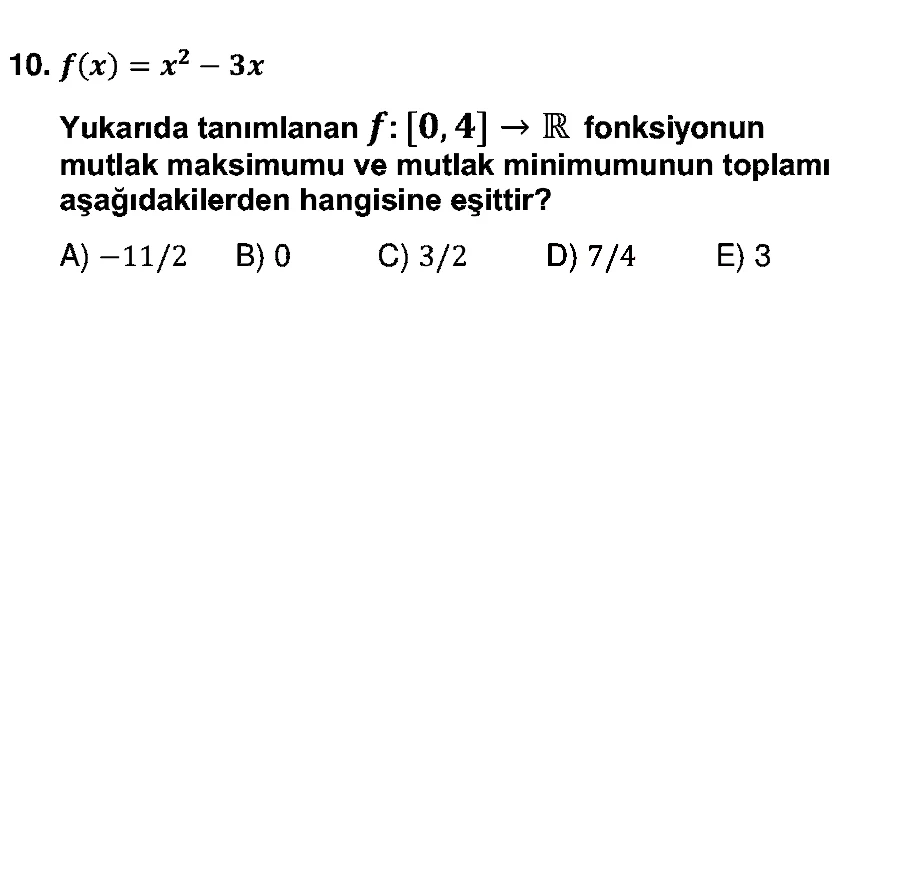 10. f(x) = x² − 3x
Yukarıda tanımlanan f: [0, 4] → ℝ fonksiyonun
mutlak maksimumu ve mutlak minimumunun toplamı
aşağıdakilerden hangisine eşittir?
A) −11/2 B) 0 C) 3/2 D) 7/4 E) 3